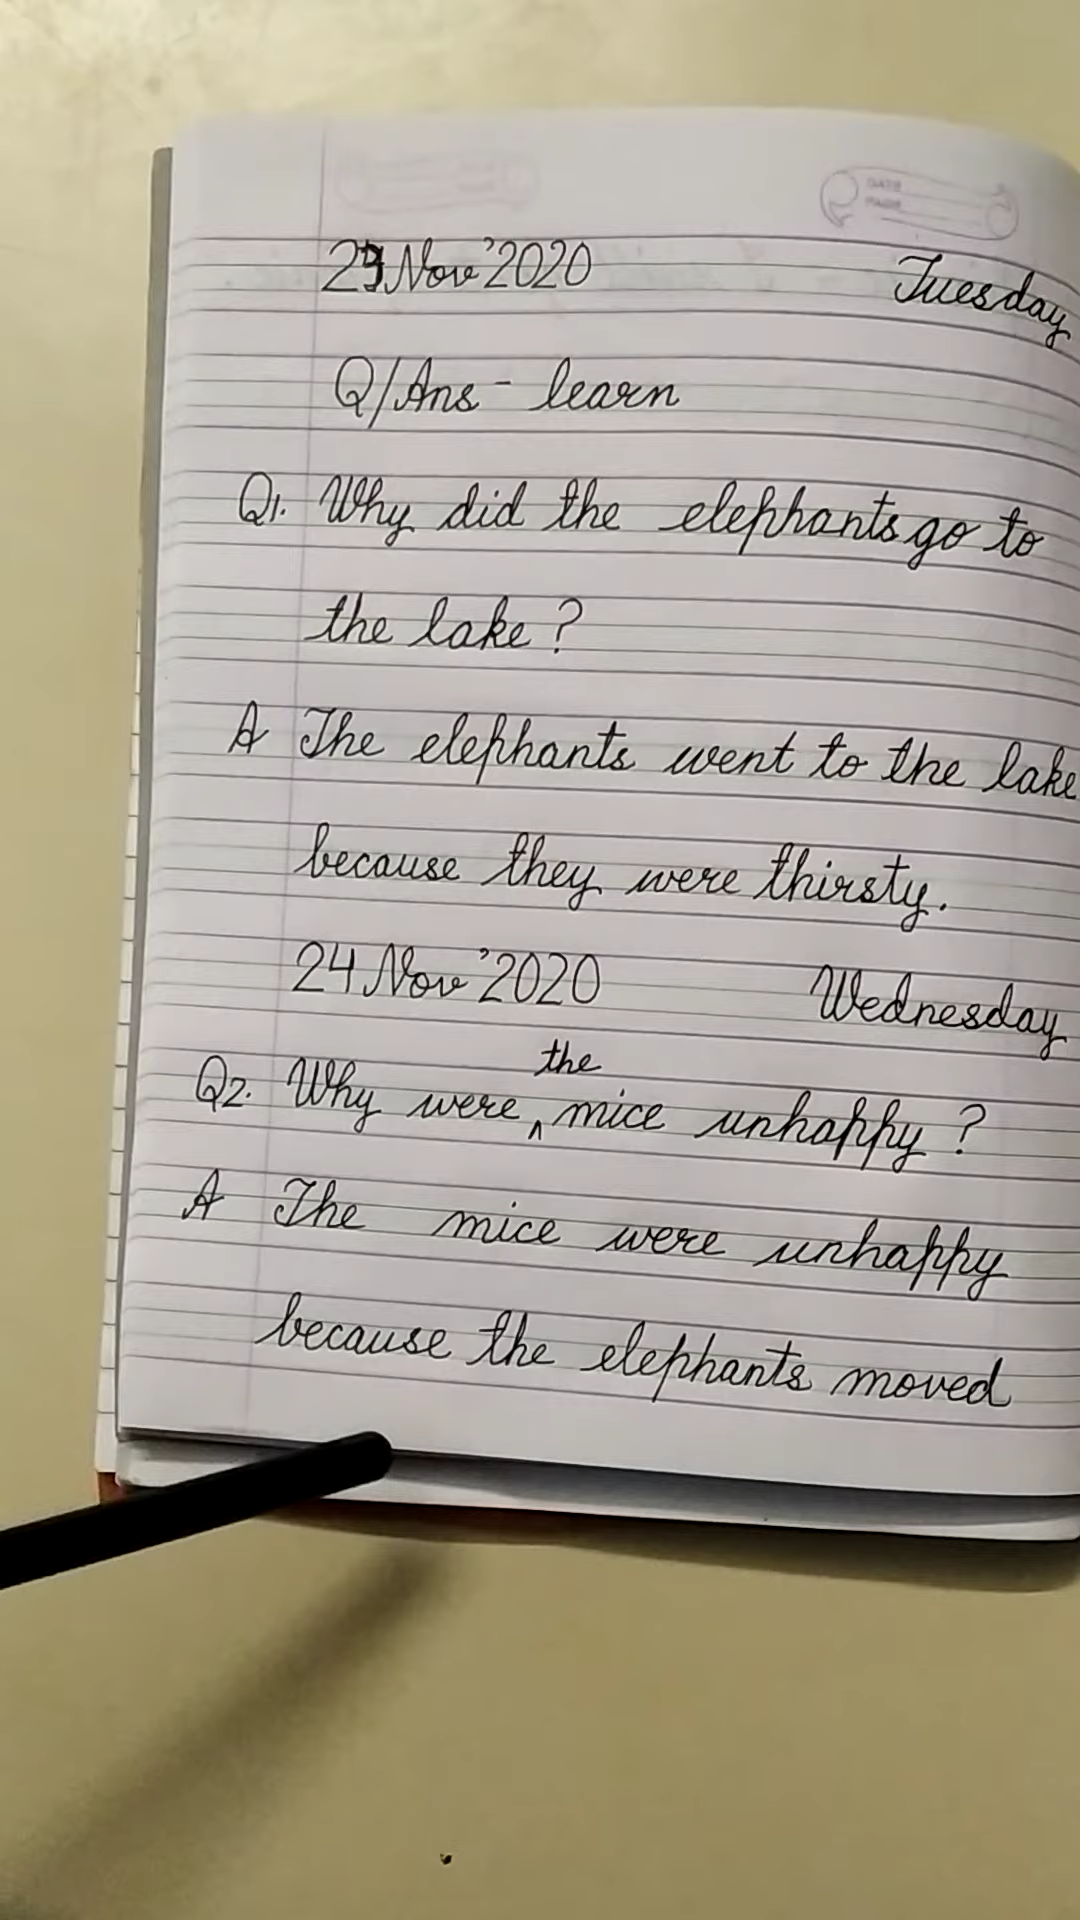 DATE
PAGE
23 Nov'2020 Tuesday
Q/Ans - learn
Q1. Why did the elephants go to
the lake?
A The elephants went to the lake
because they were thirsty.
24 Nov'2020 Wednesday
Q2. Why were the mice unhappy?
A The mice were unhappy
because the elephants moved